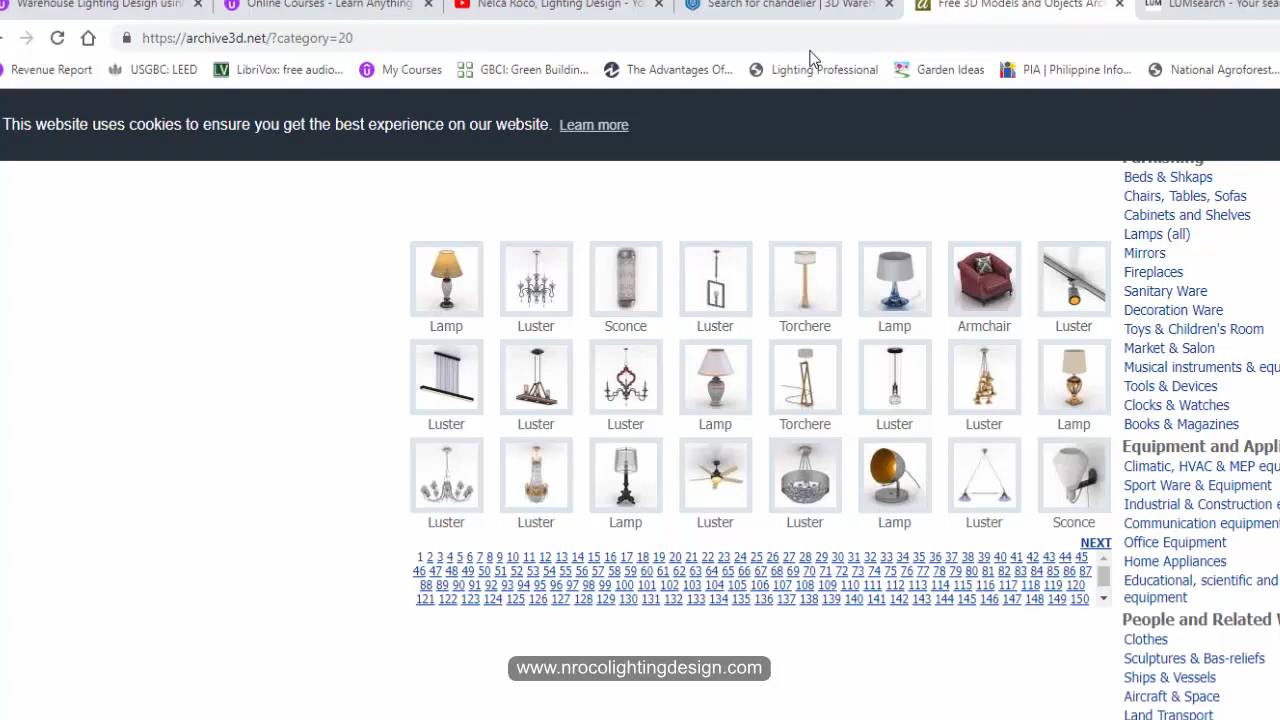 Warehouse Lighting Design usin
Online Courses - Learn Anything
Nelca Roco, Lighting Design - Yo
Search for chandelier | 3D Wareh
Free 3D Models and Objects Arc
LUM LUMsearch - Your sea
https://archive3d.net/?category=20
Revenue Report
USGBC: LEED
LibriVox: free audio...
My Courses
GBCI: Green Buildin...
The Advantages Of...
Lighting Professional
Garden Ideas
PIA | Philippine Info...
National Agroforest...
This website uses cookies to ensure you get the best experience on our website. Learn more
Furnishing
Beds & Shkaps
Chairs, Tables, Sofas
Cabinets and Shelves
Lamps (all)
Mirrors
Fireplaces
Sanitary Ware
Decoration Ware
Toys & Children's Room
Market & Salon
Musical instruments & equ
Tools & Devices
Clocks & Watches
Books & Magazines
Equipment and Appli
Climatic, HVAC & MEP equ
Sport Ware & Equipment
Industrial & Construction e
Communication equipmen
Office Equipment
Home Appliances
Educational, scientific and
equipment
People and Related W
Clothes
Sculptures & Bas-reliefs
Ships & Vessels
Aircraft & Space
Land Transport
Lamp Luster Sconce Luster Torchere Lamp Armchair Luster
Luster Luster Luster Lamp Torchere Luster Luster Lamp
Luster Luster Lamp Luster Luster Lamp Luster Sconce
NEXT
1 2 3 4 5 6 7 8 9 10 11 12 13 14 15 16 17 18 19 20 21 22 23 24 25 26 27 28 29 30 31 32 33 34 35 36 37 38 39 40 41 42 43 44 45
46 47 48 49 50 51 52 53 54 55 56 57 58 59 60 61 62 63 64 65 66 67 68 69 70 71 72 73 74 75 76 77 78 79 80 81 82 83 84 85 86 87
88 89 90 91 92 93 94 95 96 97 98 99 100 101 102 103 104 105 106 107 108 109 110 111 112 113 114 115 116 117 118 119 120
121 122 123 124 125 126 127 128 129 130 131 132 133 134 135 136 137 138 139 140 141 142 143 144 145 146 147 148 149 150
www.nrocolightingdesign.com